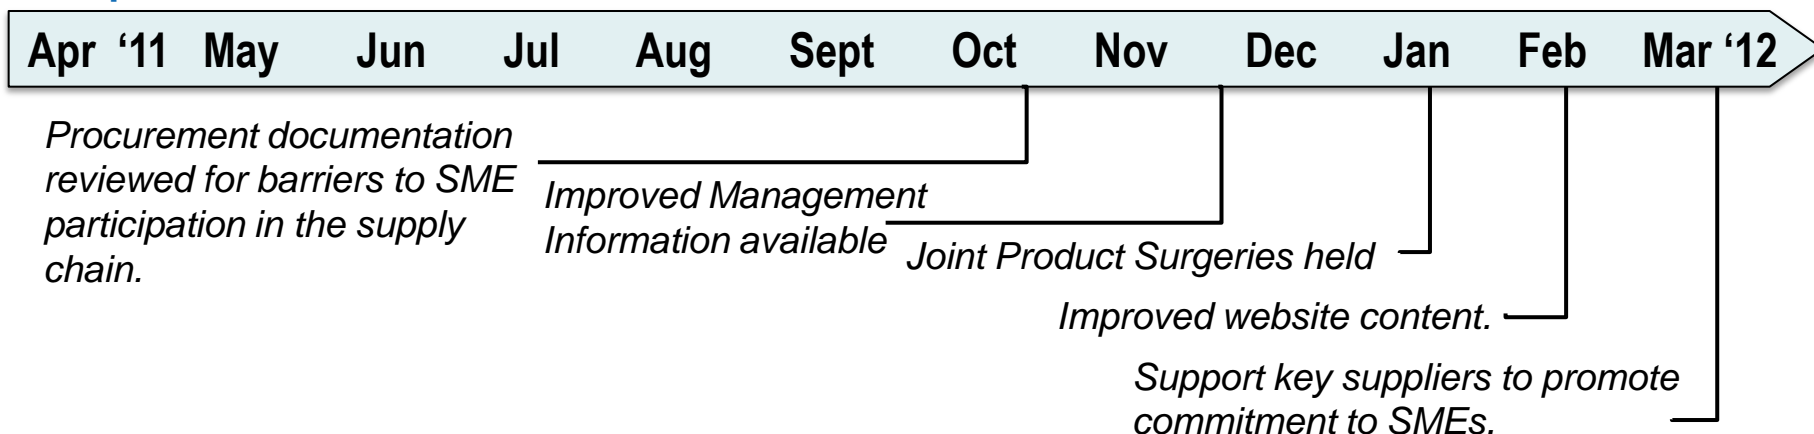 Apr ‘11 May Jun Jul Aug Sept Oct Nov Dec Jan Feb Mar ‘12
Procurement documentation
reviewed for barriers to SME
participation in the supply
chain.
Improved Management
Information available
Joint Product Surgeries held
Improved website content.
Support key suppliers to promote
commitment to SMEs.